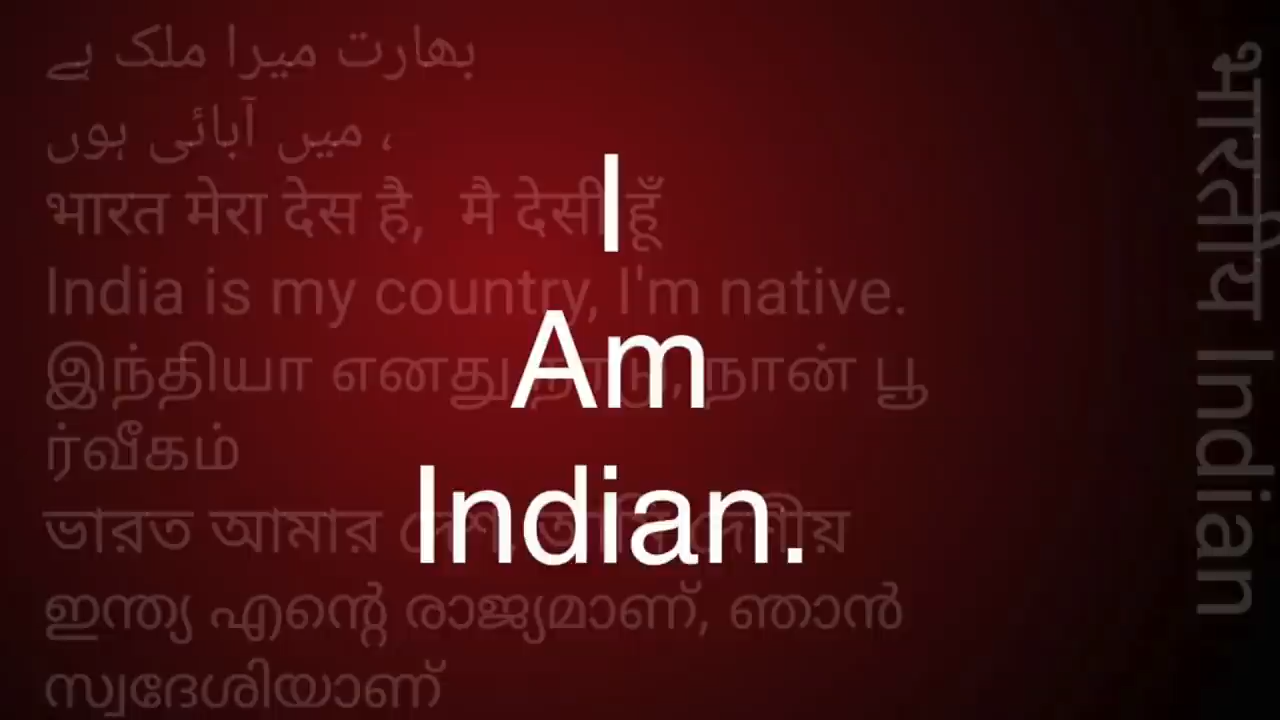 بھارت میرا ملک ہے
، میں آبائی ہوں
भारत मेरा देस है, मै देसी हूँ
India is my country, I'm native.
இந்தியா எனது நாடு, நான் பூ
ர்வீகம்
ভারত আমার দেশ, আমি দেশীয়
ഇന്ത്യ എന്റെ രാജ്യമാണ്, ഞാൻ
സ്വദേശിയാണ്
I
Am
Indian.
भारतीय Indian